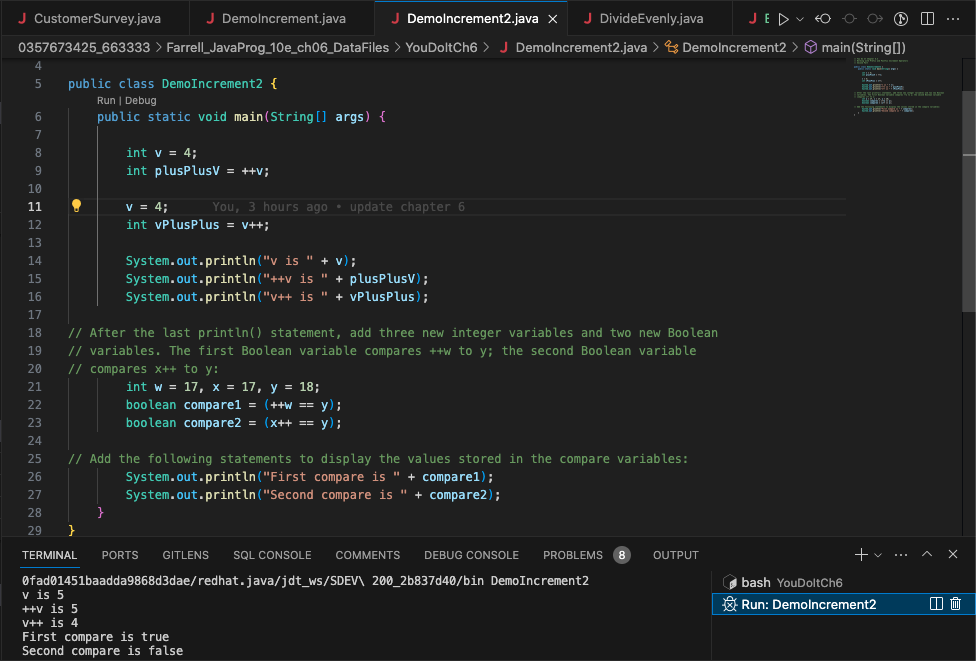 J CustomerSurvey.java J DemoIncrement.java J DemoIncrement2.java × J DivideEvenly.java J E
0357673425_663333 > Farrell_JavaProg_10e_ch06_DataFiles > YouDoItCh6 > J DemoIncrement2.java > DemoIncrement2 > main(String[])
4
5 public class DemoIncrement2 {
Run | Debug
6 public static void main(String[] args) {
7
8 int v = 4;
9 int plusPlusV = ++v;
10
11 v = 4; You, 3 hours ago • update chapter 6
12 int vPlusPlus = v++;
13
14 System.out.println("v is " + v);
15 System.out.println("++v is " + plusPlusV);
16 System.out.println("v++ is " + vPlusPlus);
17
18 // After the last println() statement, add three new integer variables and two new Boolean
19 // variables. The first Boolean variable compares ++w to y; the second Boolean variable
20 // compares x++ to y:
21 int w = 17, x = 17, y = 18;
22 boolean compare1 = (++w == y);
23 boolean compare2 = (x++ == y);
24
25 // Add the following statements to display the values stored in the compare variables:
26 System.out.println("First compare is " + compare1);
27 System.out.println("Second compare is " + compare2);
28 }
29 }
TERMINAL PORTS GITLENS SQL CONSOLE COMMENTS DEBUG CONSOLE PROBLEMS 8 OUTPUT
0fad01451baadda9868d3dae/redhat.java/jdt_ws/SDEV\ 200_2b837d40/bin DemoIncrement2
v is 5
++v is 5
v++ is 4
First compare is true
Second compare is false
bash YouDoItCh6
Run: DemoIncrement2